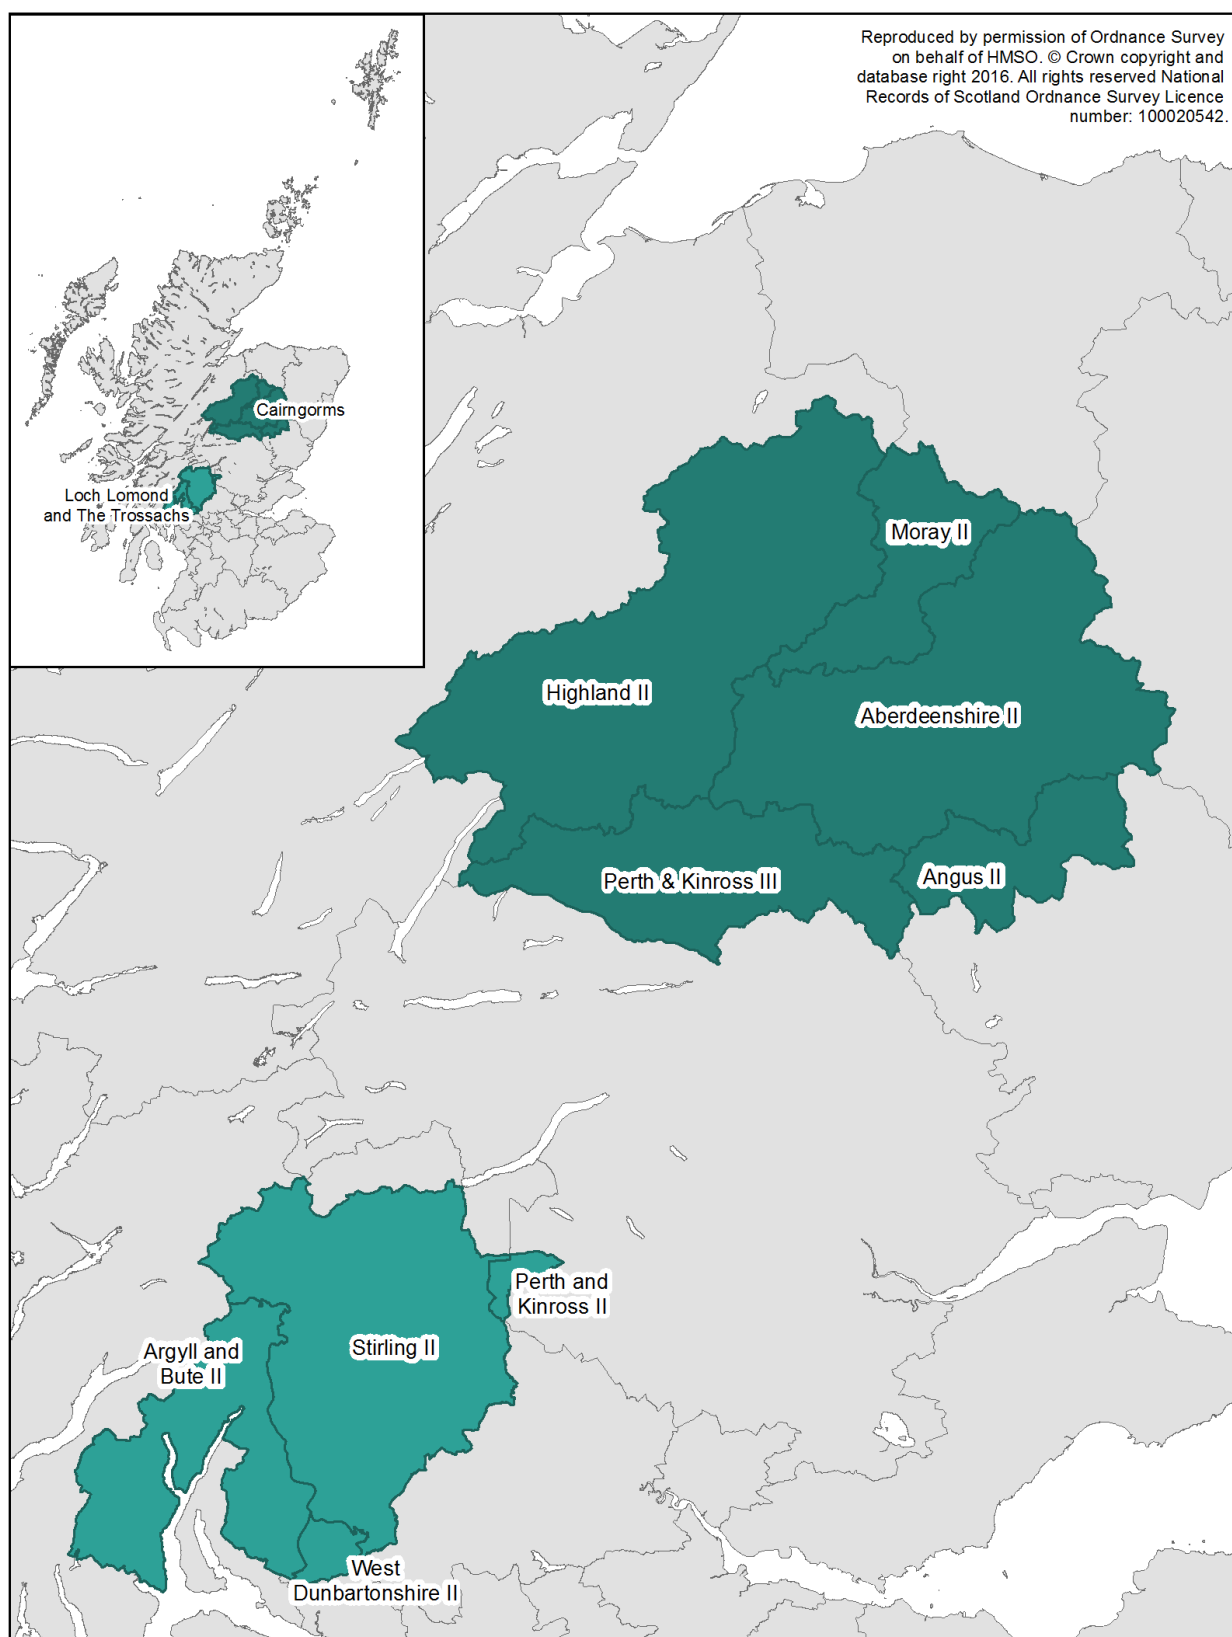 Reproduced by permission of Ordnance Survey
on behalf of HMSO. © Crown copyright and
database right 2016. All rights reserved National
Records of Scotland Ordnance Survey Licence
number: 100020542.
Cairngorms
Loch Lomond
and The Trossachs
Moray II
Highland II
Aberdeenshire II
Perth & Kinross III
Angus II
Perth and
Kinross II
Argyll and
Bute II
Stirling II
West
Dunbartonshire II